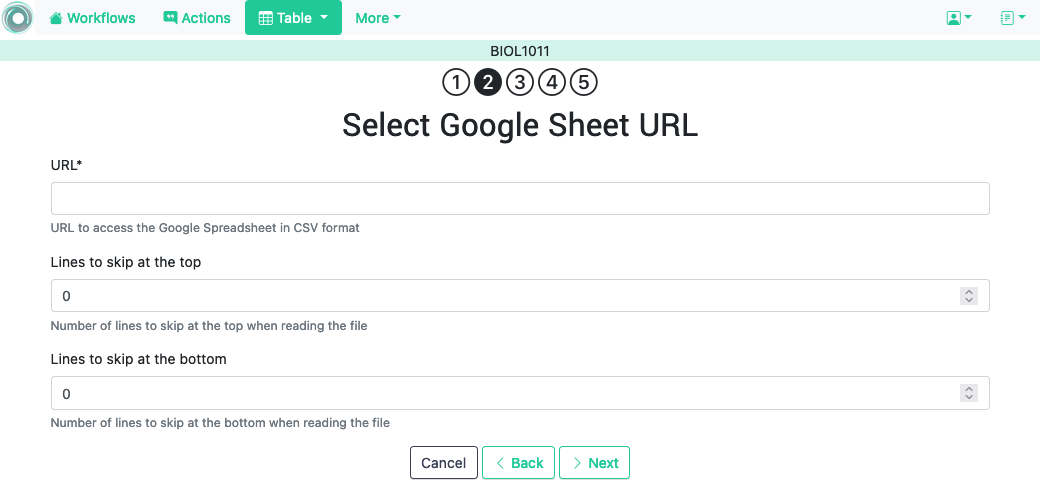 Workflows Actions Table More
BIOL1011
1 2 3 4 5
Select Google Sheet URL
URL*
URL to access the Google Spreadsheet in CSV format
Lines to skip at the top
0
Number of lines to skip at the top when reading the file
Lines to skip at the bottom
0
Number of lines to skip at the bottom when reading the file
Cancel Back Next